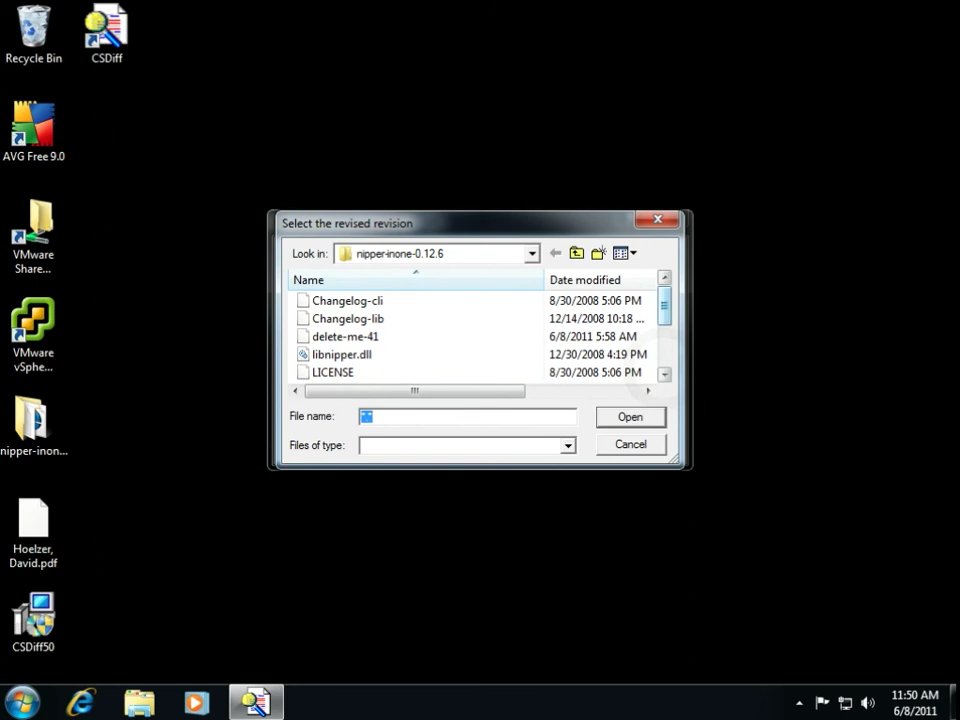 Recycle Bin
CSDiff
AVG Free 9.0
VMware
Share...
VMware
vSphe...
nipper-inon...
Hoelzer,
David.pdf
CSDiff50
Select the revised revision
Look in: nipper-inone-0.12.6
Name Date modified
Changelog-cli 8/30/2008 5:06 PM
Changelog-lib 12/14/2008 10:18 ...
delete-me-41 6/8/2011 5:58 AM
libnipper.dll 12/30/2008 4:19 PM
LICENSE 8/30/2008 5:06 PM
File name: Open
Files of type: Cancel
11:50 AM
6/8/2011